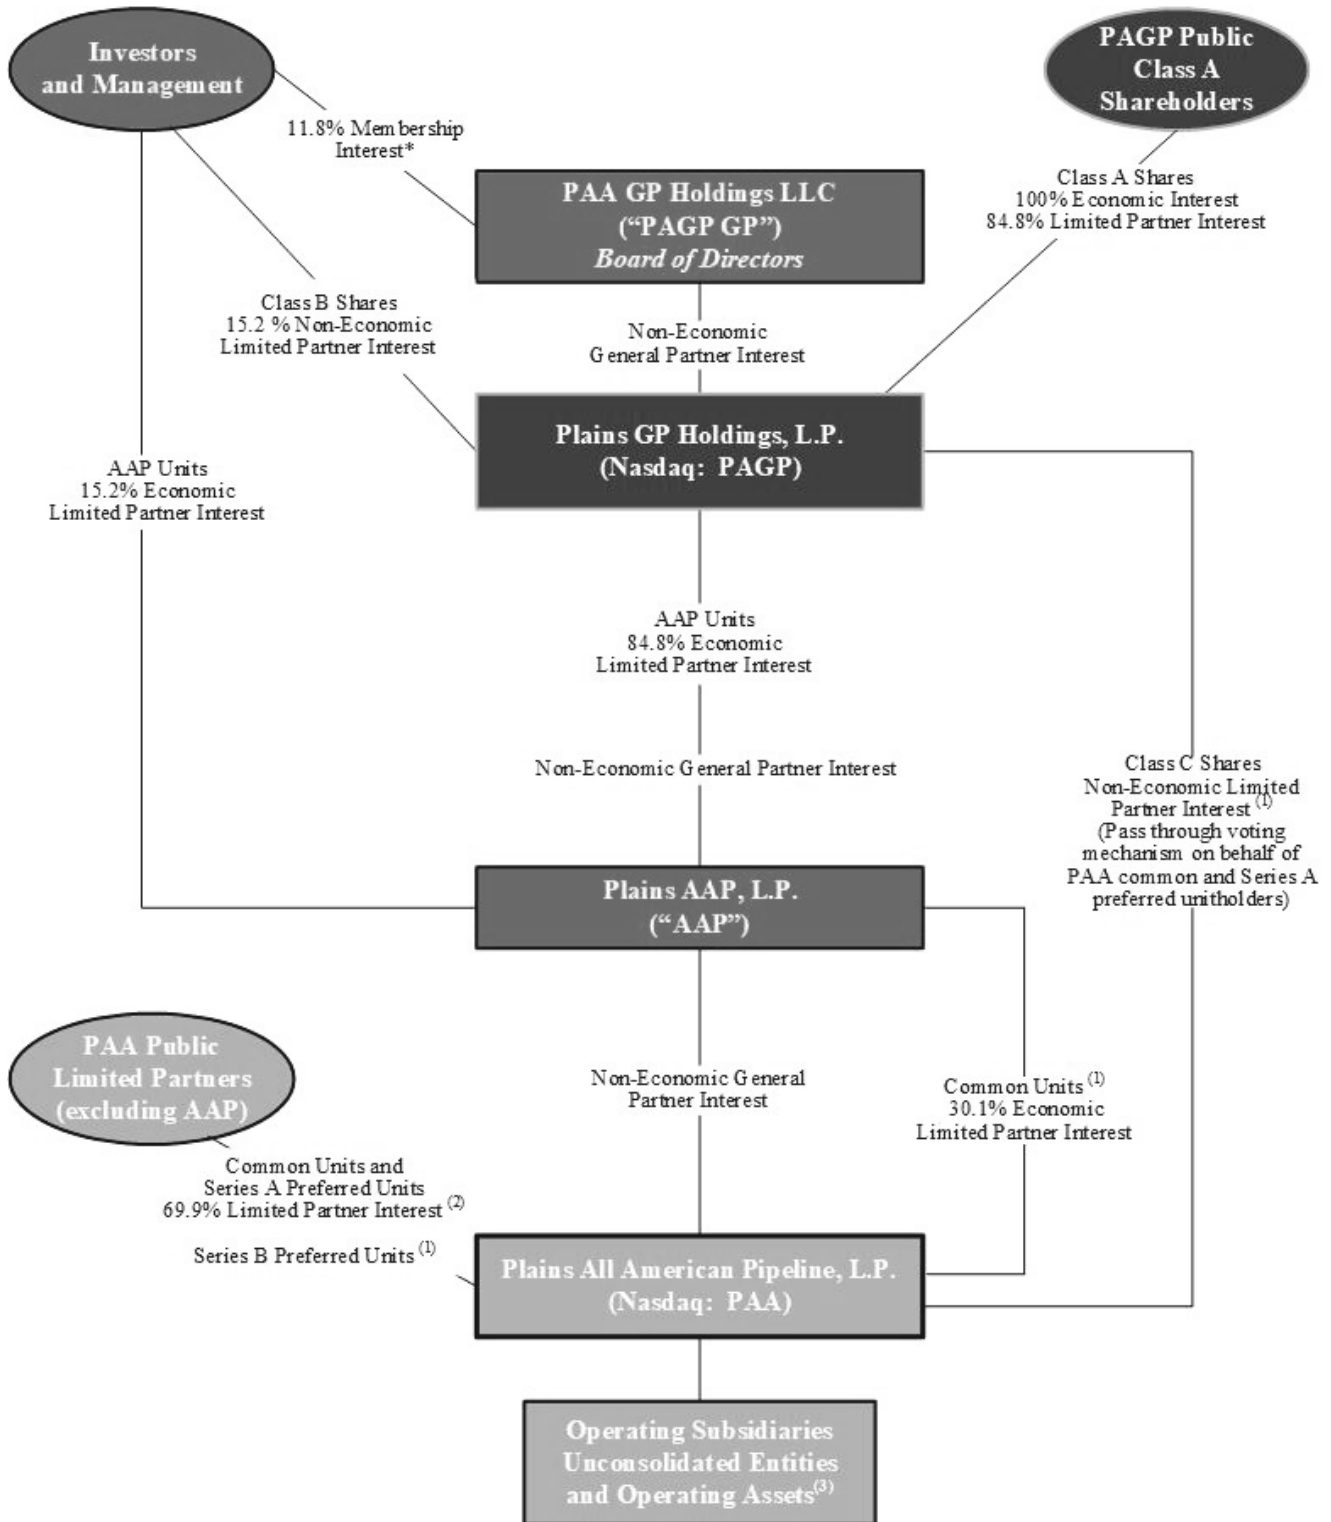 Investors
and Management
PAGP Public
Class A
Shareholders
11.8% Membership
Interest*
PAA GP Holdings LLC
(“PAGP GP”)
Board of Directors
Class A Shares
100% Economic Interest
84.8% Limited Partner Interest
Class B Shares
15.2 % Non-Economic
Limited Partner Interest
Non-Economic
General Partner Interest
Plains GP Holdings, L.P.
(Nasdaq: PAGP)
AAP Units
15.2% Economic
Limited Partner Interest
AAP Units
84.8% Economic
Limited Partner Interest
Non-Economic General Partner Interest
Class C Shares
Non-Economic Limited
Partner Interest (1)
(Pass through voting
mechanism on behalf of
PAA common and Series A
preferred unitholders)
Plains AAP, L.P.
(“AAP”)
PAA Public
Limited Partners
(excluding AAP)
Non-Economic General
Partner Interest
Common Units (1)
30.1% Economic
Limited Partner Interest
Common Units and
Series A Preferred Units
69.9% Limited Partner Interest (2)
Series B Preferred Units (1)
Plains All American Pipeline, L.P.
(Nasdaq: PAA)
Operating Subsidiaries
Unconsolidated Entities
and Operating Assets(3)